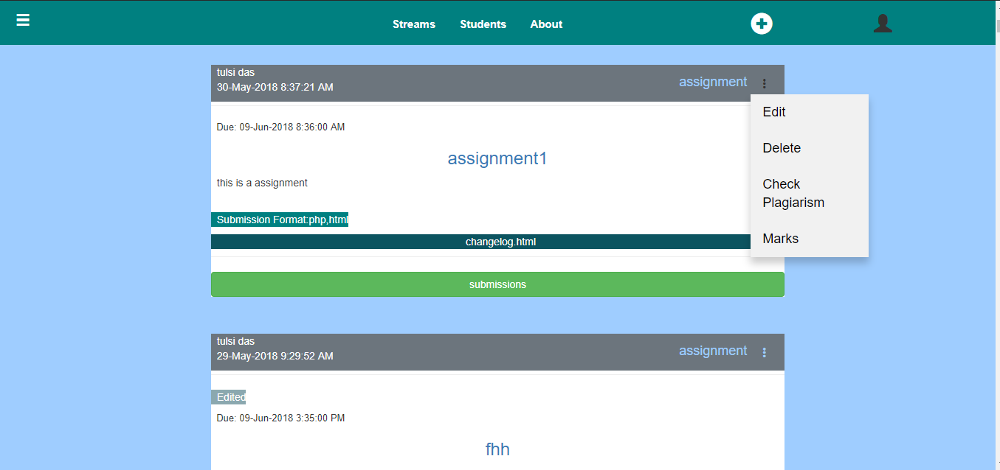 Streams Students About
tulsi das
30-May-2018 8:37:21 AM
assignment
Edit
Delete
Check
Plagiarism
Marks
Due: 09-Jun-2018 8:36:00 AM
assignment1
this is a assignment
Submission Format:php,html
changelog.html
submissions
tulsi das
29-May-2018 9:29:52 AM
assignment
Edited
Due: 09-Jun-2018 3:35:00 PM
fhh